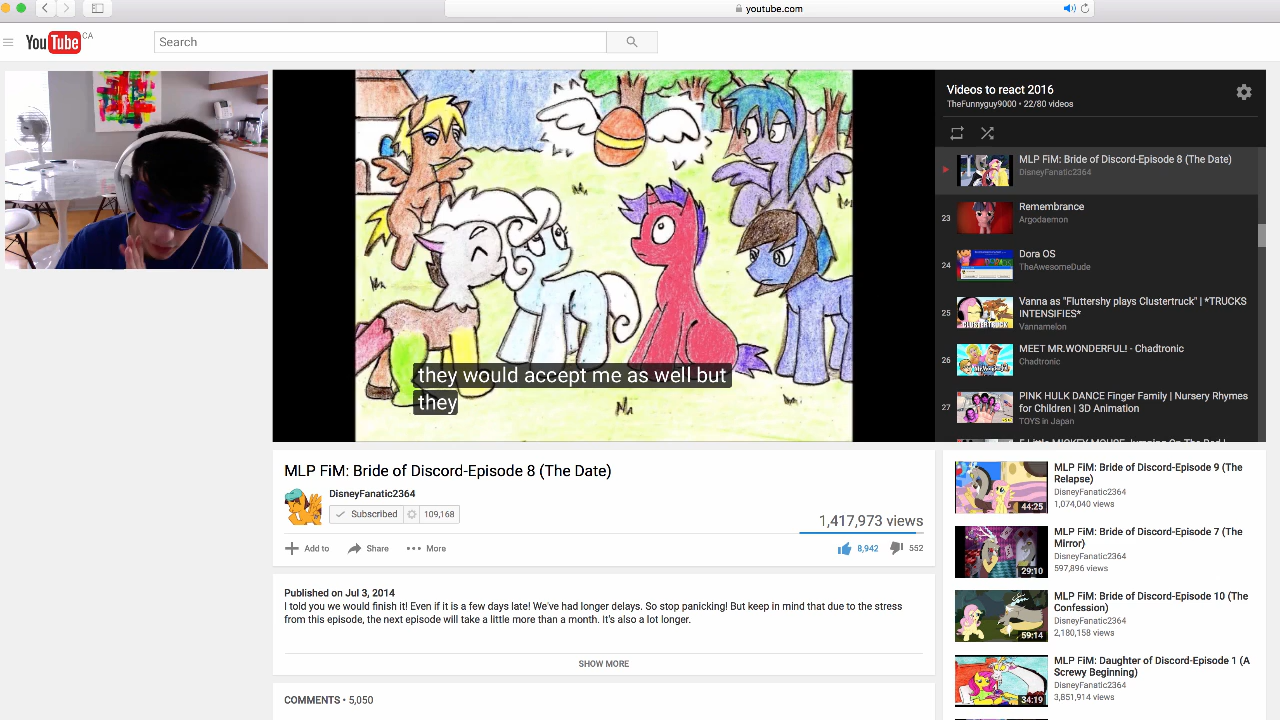 youtube.com
YouTube CA
Search
Videos to react 2016
TheFunnyguy9000 • 22/80 videos
MLP FiM: Bride of Discord-Episode 8 (The Date)
DisneyFanatic2364
23
Remembrance
Argodaemon
24
Dora OS
TheAwesomeDude
25
Vanna as "Fluttershy plays Clustertruck" | *TRUCKS
INTENSIFIES*
Vannamelon
CLUSTERTRUCK
26
MEET MR.WONDERFUL! - Chadtronic
Chadtronic
27
PINK HULK DANCE Finger Family | Nursery Rhymes
for Children | 3D Animation
TOYS in Japan
they would accept me as well but
they
MLP FiM: Bride of Discord-Episode 8 (The Date)
DisneyFanatic2364
Subscribed 109,168
1,417,973 views
Add to Share More
8,942 552
Published on Jul 3, 2014
I told you we would finish it! Even if it is a few days late! We've had longer delays. So stop panicking! But keep in mind that due to the stress
from this episode, the next episode will take a little more than a month. It's also a lot longer.
SHOW MORE
COMMENTS • 5,050
MLP FiM: Bride of Discord-Episode 9 (The
Relapse)
DisneyFanatic2364
1,074,040 views
44:25
MLP FiM: Bride of Discord-Episode 7 (The
Mirror)
DisneyFanatic2364
597,896 views
29:10
MLP FiM: Bride of Discord-Episode 10 (The
Confession)
DisneyFanatic2364
2,180,158 views
59:14
MLP FiM: Daughter of Discord-Episode 1 (A
Screwy Beginning)
DisneyFanatic2364
3,851,914 views
34:19